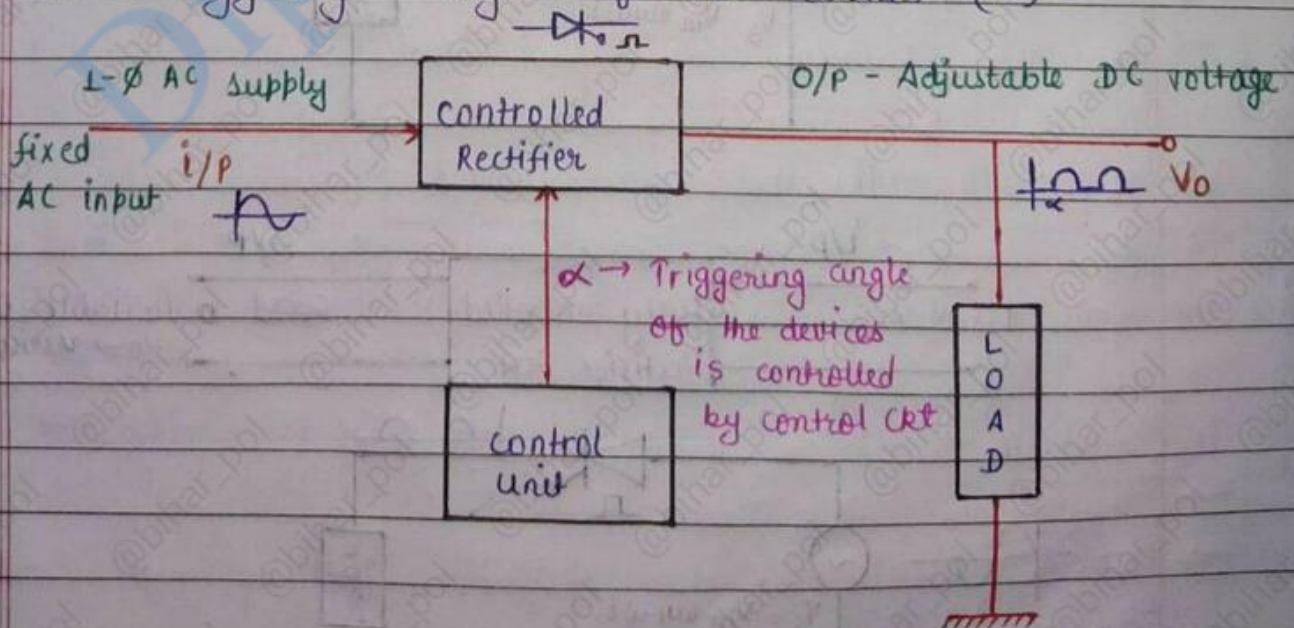 1-Ø AC supply
O/P - Adjustable DC voltage
Controlled
Rectifier
fixed
i/p
AC input
α
Vo
α → Triggering angle
of the devices
is controlled
by control ckt
L
O
A
D
control
unit
@bihar_pol